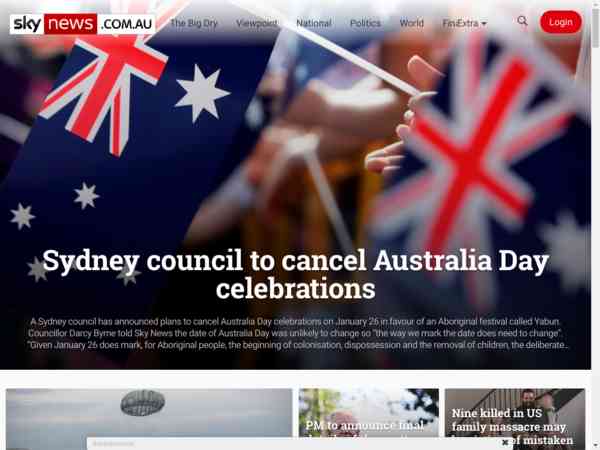 sky news .COM.AU The Big Dry Viewpoint National Politics World Extra Login
Sydney council to cancel Australia Day
celebrations
A Sydney council has announced plans to cancel Australia Day celebrations on January 26 in favour of an Aboriginal festival called Yabun.
Councillor Darcy Byrne told Sky News the date of Australia Day was unlikely to change so "the way we mark the date does need to change".
"Given January 26 does mark, for Aboriginal people, the beginning of colonisation, dispossession and the removal of children, the deliberate...
PM to announce final
Nine killed in US
family massacre may
of mistaken
Advertisement